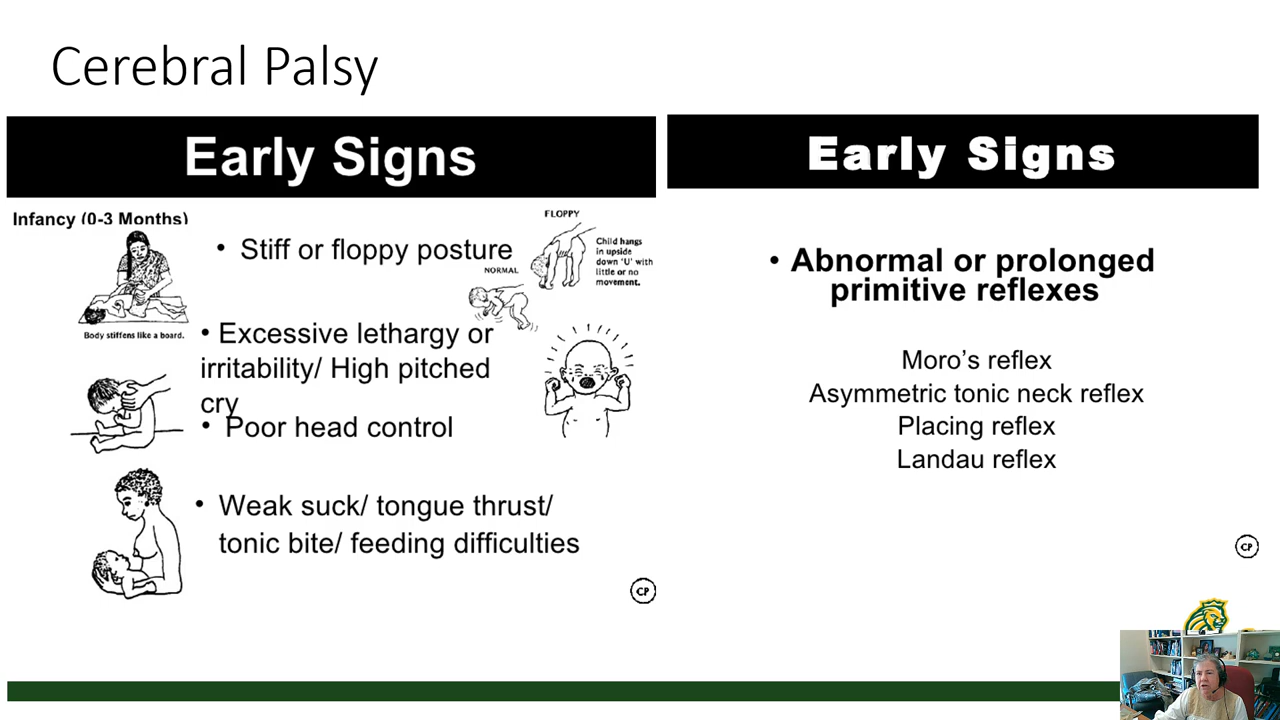 Cerebral Palsy
Early Signs
Infancy (0-3 Months)
• Stiff or floppy posture
FLOPPY
Child hangs
in upside
down 'U' with
little or no
movement.
NORMAL
Body stiffens like a board.
• Excessive lethargy or
irritability/ High pitched
cry
• Poor head control
• Weak suck/ tongue thrust/
tonic bite/ feeding difficulties
CP
Early Signs
• Abnormal or prolonged
primitive reflexes
Moro's reflex
Asymmetric tonic neck reflex
Placing reflex
Landau reflex
CP